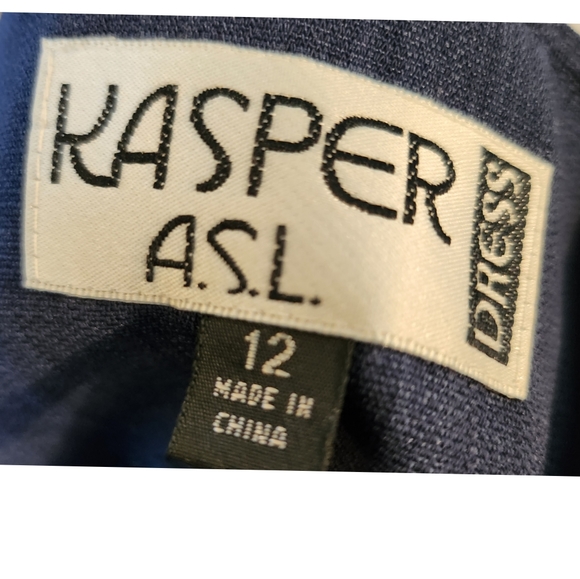 KASPER
A.S.L.
DRESS
12
MADE IN
CHINA